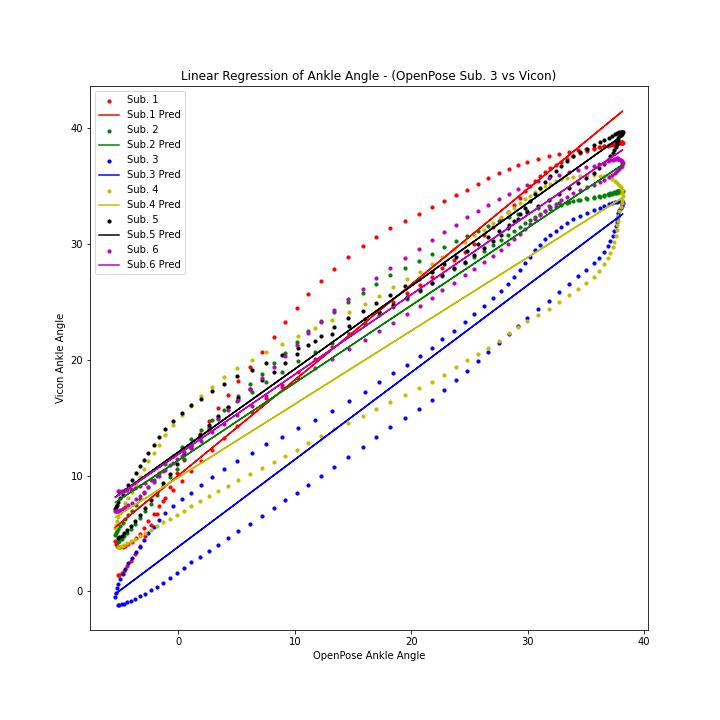 Linear Regression of Ankle Angle - (OpenPose Sub. 3 vs Vicon)
Sub. 1
Sub.1 Pred
Sub. 2
Sub.2 Pred
Sub. 3
Sub.3 Pred
Sub. 4
Sub.4 Pred
Sub. 5
Sub.5 Pred
Sub. 6
Sub.6 Pred
Vicon Ankle Angle
40
30
20
10
0
0 10 20 30 40
OpenPose Ankle Angle